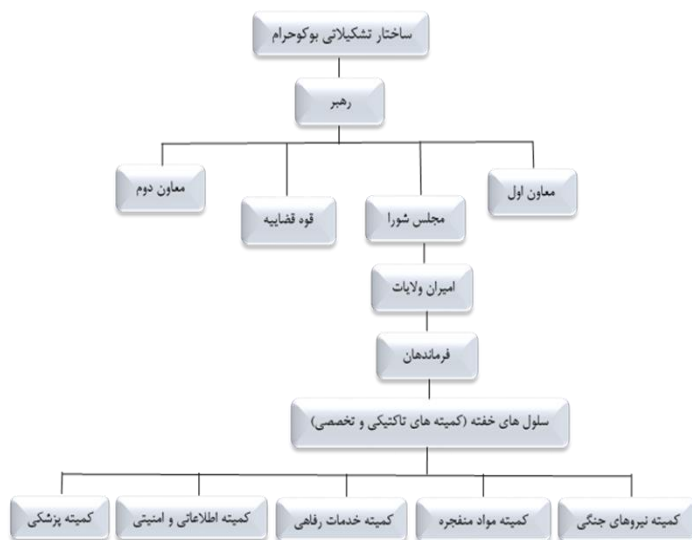 ساختار تشکیلاتی بوکوحرام
رهبر
معاون اول
مجلس شورا
قوه قضاییه
معاون دوم
امیران ولایات
فرماندهان
سلول های خفته (کمیته های تاکتیکی و تخصصی)
کمیته نیروهای جنگی
کمیته مواد منفجره
کمیته خدمات رفاهی
کمیته اطلاعاتی و امنیتی
کمیته پزشکی